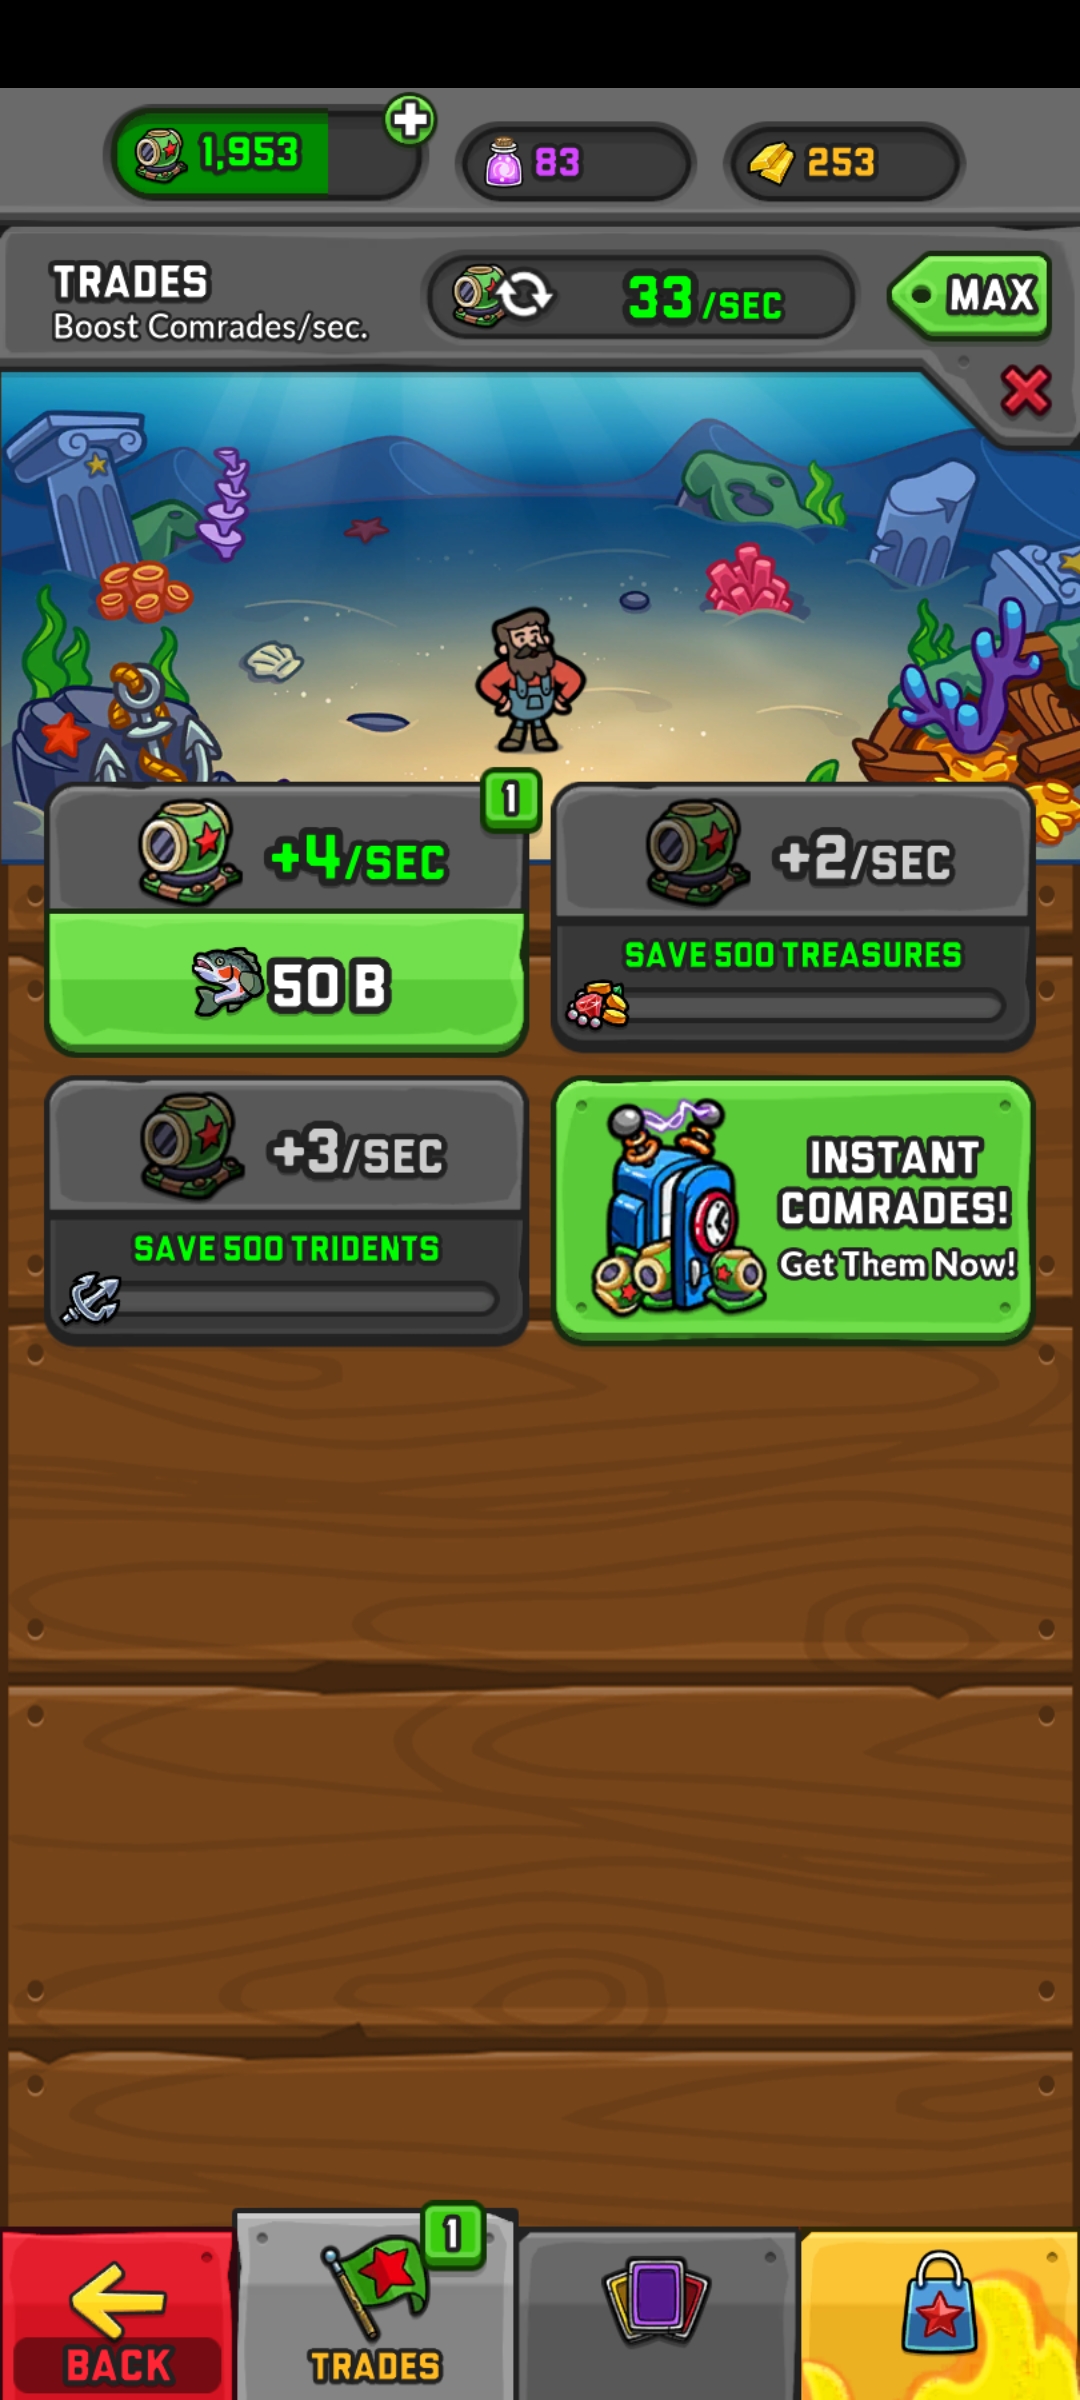 1,953
83
253
TRADES
Boost Comrades/sec.
33/SEC
MAX
1
+4/SEC
50 B
+2/SEC
SAVE 500 TREASURES
+3/SEC
SAVE 500 TRIDENTS
INSTANT
COMRADES!
Get Them Now!
1
BACK
TRADES